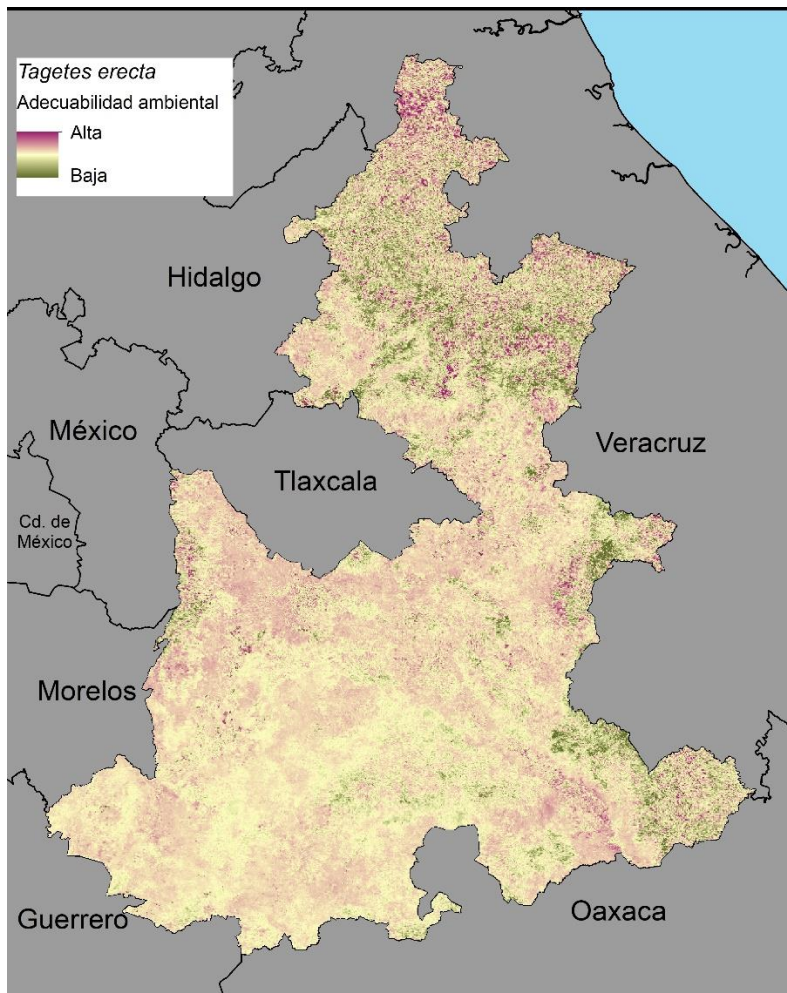 Tagetes erecta
Adecuabilidad ambiental
Alta
Baja
Hidalgo
México
Veracruz
Tlaxcala
Cd. de
México
Morelos
Guerrero
Oaxaca